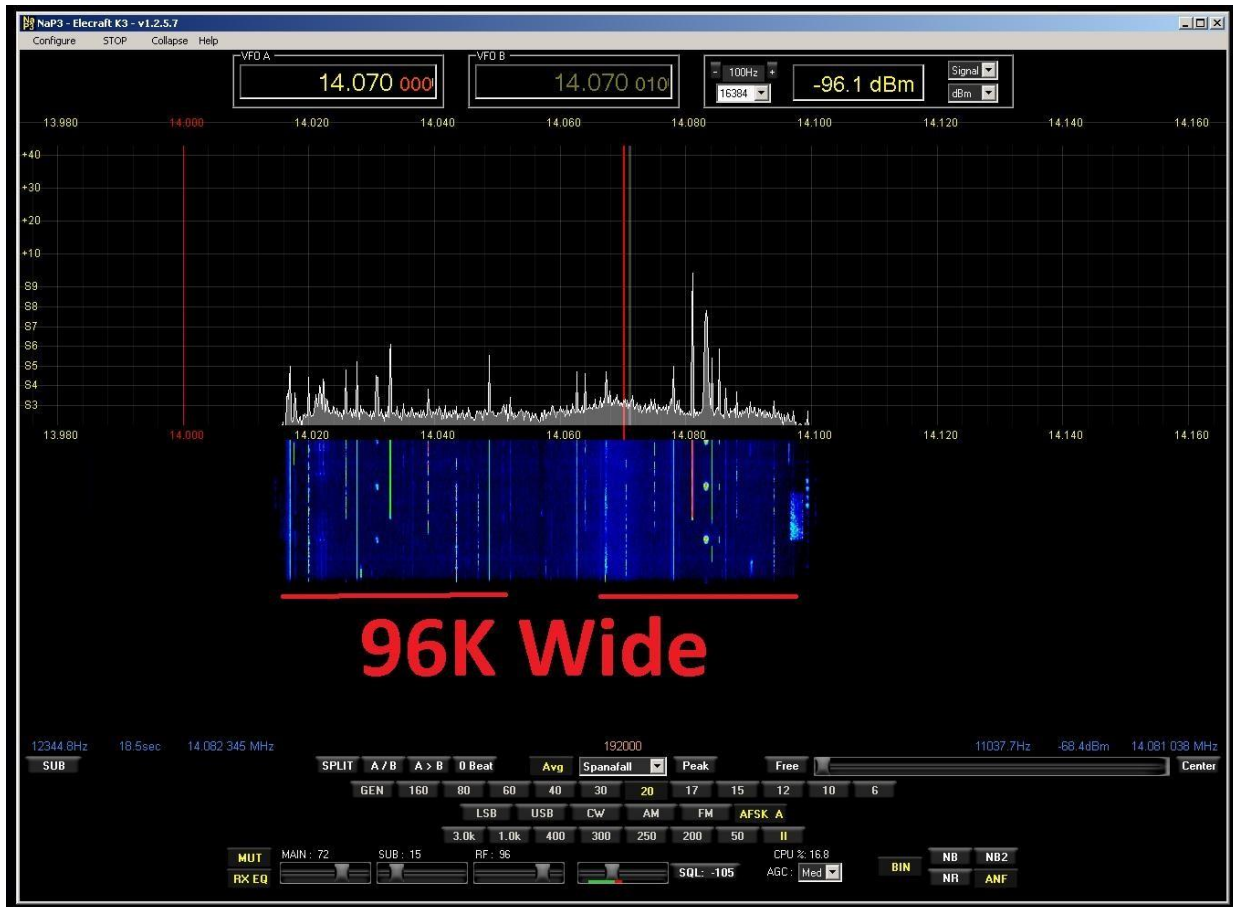 NaP3 - Elecraft K3 - v1.2.5.7
Configure STOP Collapse Help
VFO A VFO B
14.070 000 14.070 010 - 100Hz + 16384 -96.1 dBm Signal dBm
13.980 14.000 14.020 14.040 14.060 14.080 14.100 14.120 14.140 14.160
+40
+30
+20
+10
S9
S8
S7
S6
S5
S4
S3
13.980 14.000 14.020 14.040 14.060 14.080 14.100 14.120 14.140 14.160
96K Wide
12344.8Hz 18.5sec 14.082 345 MHz 192000 11037.7Hz -68.4dBm 14.081 038 MHz
SUB SPLIT A / B A > B 0 Beat Avg Spanafall Peak Free Center
GEN 160 80 60 40 30 20 17 15 12 10 6
LSB USB CW AM FM AFSK A
3.0k 1.0k 400 300 250 200 50 II
MUT MAIN : 72 SUB : 15 RF : 96 SQL: -105 CPU %: 16.8 BIN NB NB2
RX EQ AGC : Med NR ANF